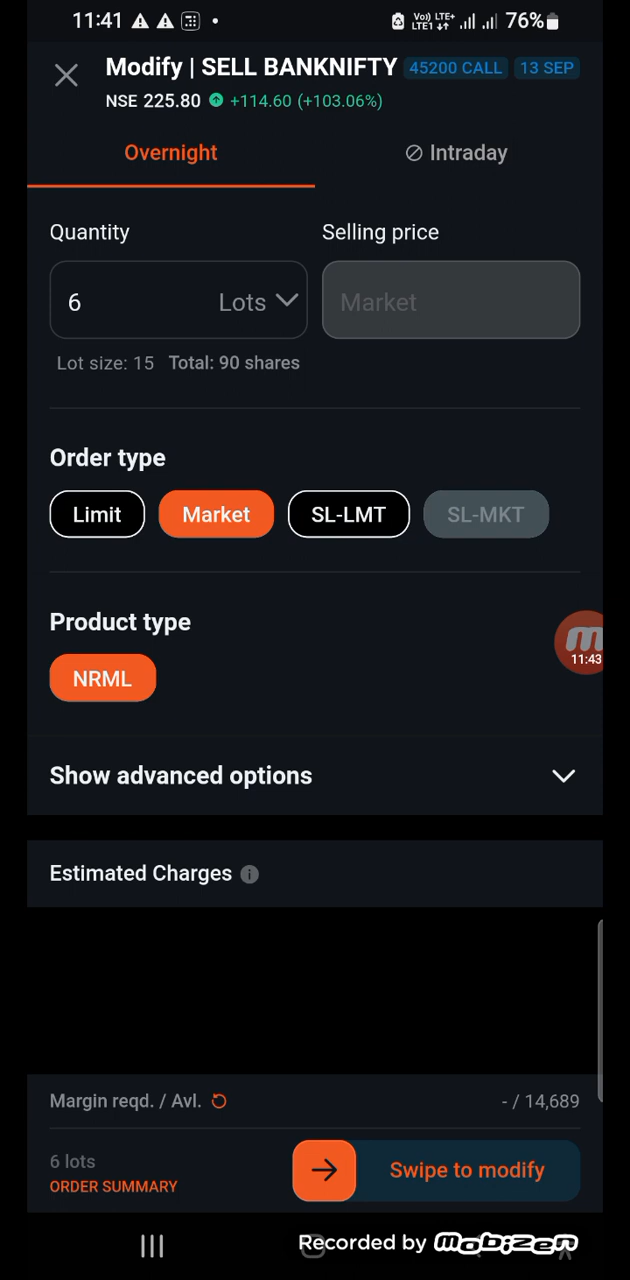 11:41 76%
Vo)) LTE+
LTE1
Modify | SELL BANKNIFTY 45200 CALL 13 SEP
NSE 225.80 +114.60 (+103.06%)
Overnight Intraday
Quantity Selling price
6 Lots Market
Lot size: 15 Total: 90 shares
Order type
Limit Market SL-LMT SL-MKT
Product type
NRML
11:43
Show advanced options
Estimated Charges
Margin reqd. / Avl. - / 14,689
6 lots
ORDER SUMMARY
Swipe to modify
Recorded by mobizen